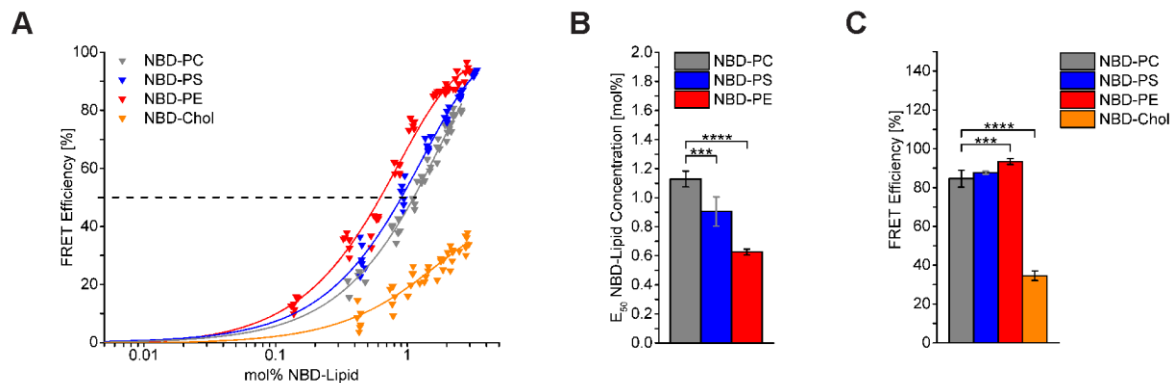 A
FRET Efficiency [%]
100
80
60
40
20
0
NBD-PC
NBD-PS
NBD-PE
NBD-Chol
0.01
0.1
1
mol% NBD-Lipid
B
E50 NBD-Lipid Concentration [mol%]
2.0
1.8
1.6
1.4
1.2
1.0
0.8
0.6
0.4
0.2
0.0
NBD-PC
NBD-PS
NBD-PE
****
***
C
FRET Efficiency [%]
140
120
100
80
60
40
20
0
NBD-PC
NBD-PS
NBD-PE
NBD-Chol
****
***